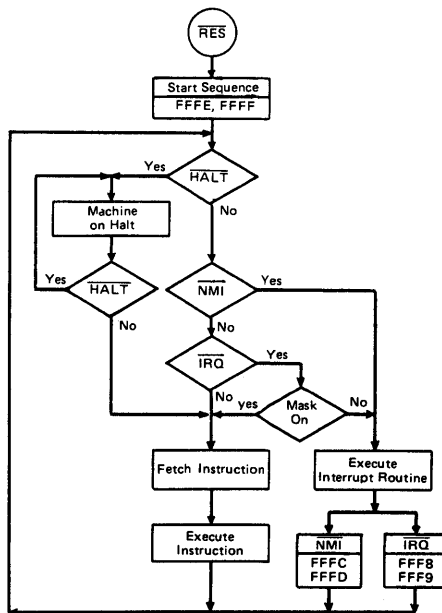 RES
Start Sequence
FFFE, FFFF
Yes
HALT
No
Machine
on Halt
Yes
HALT
No
NMI
Yes
No
IRQ
Yes
No
yes
Mask
On
No
Fetch Instruction
Execute
Interrupt Routine
Execute
Instruction
NMI
FFFC
FFFD
IRQ
FFF8
FFF9